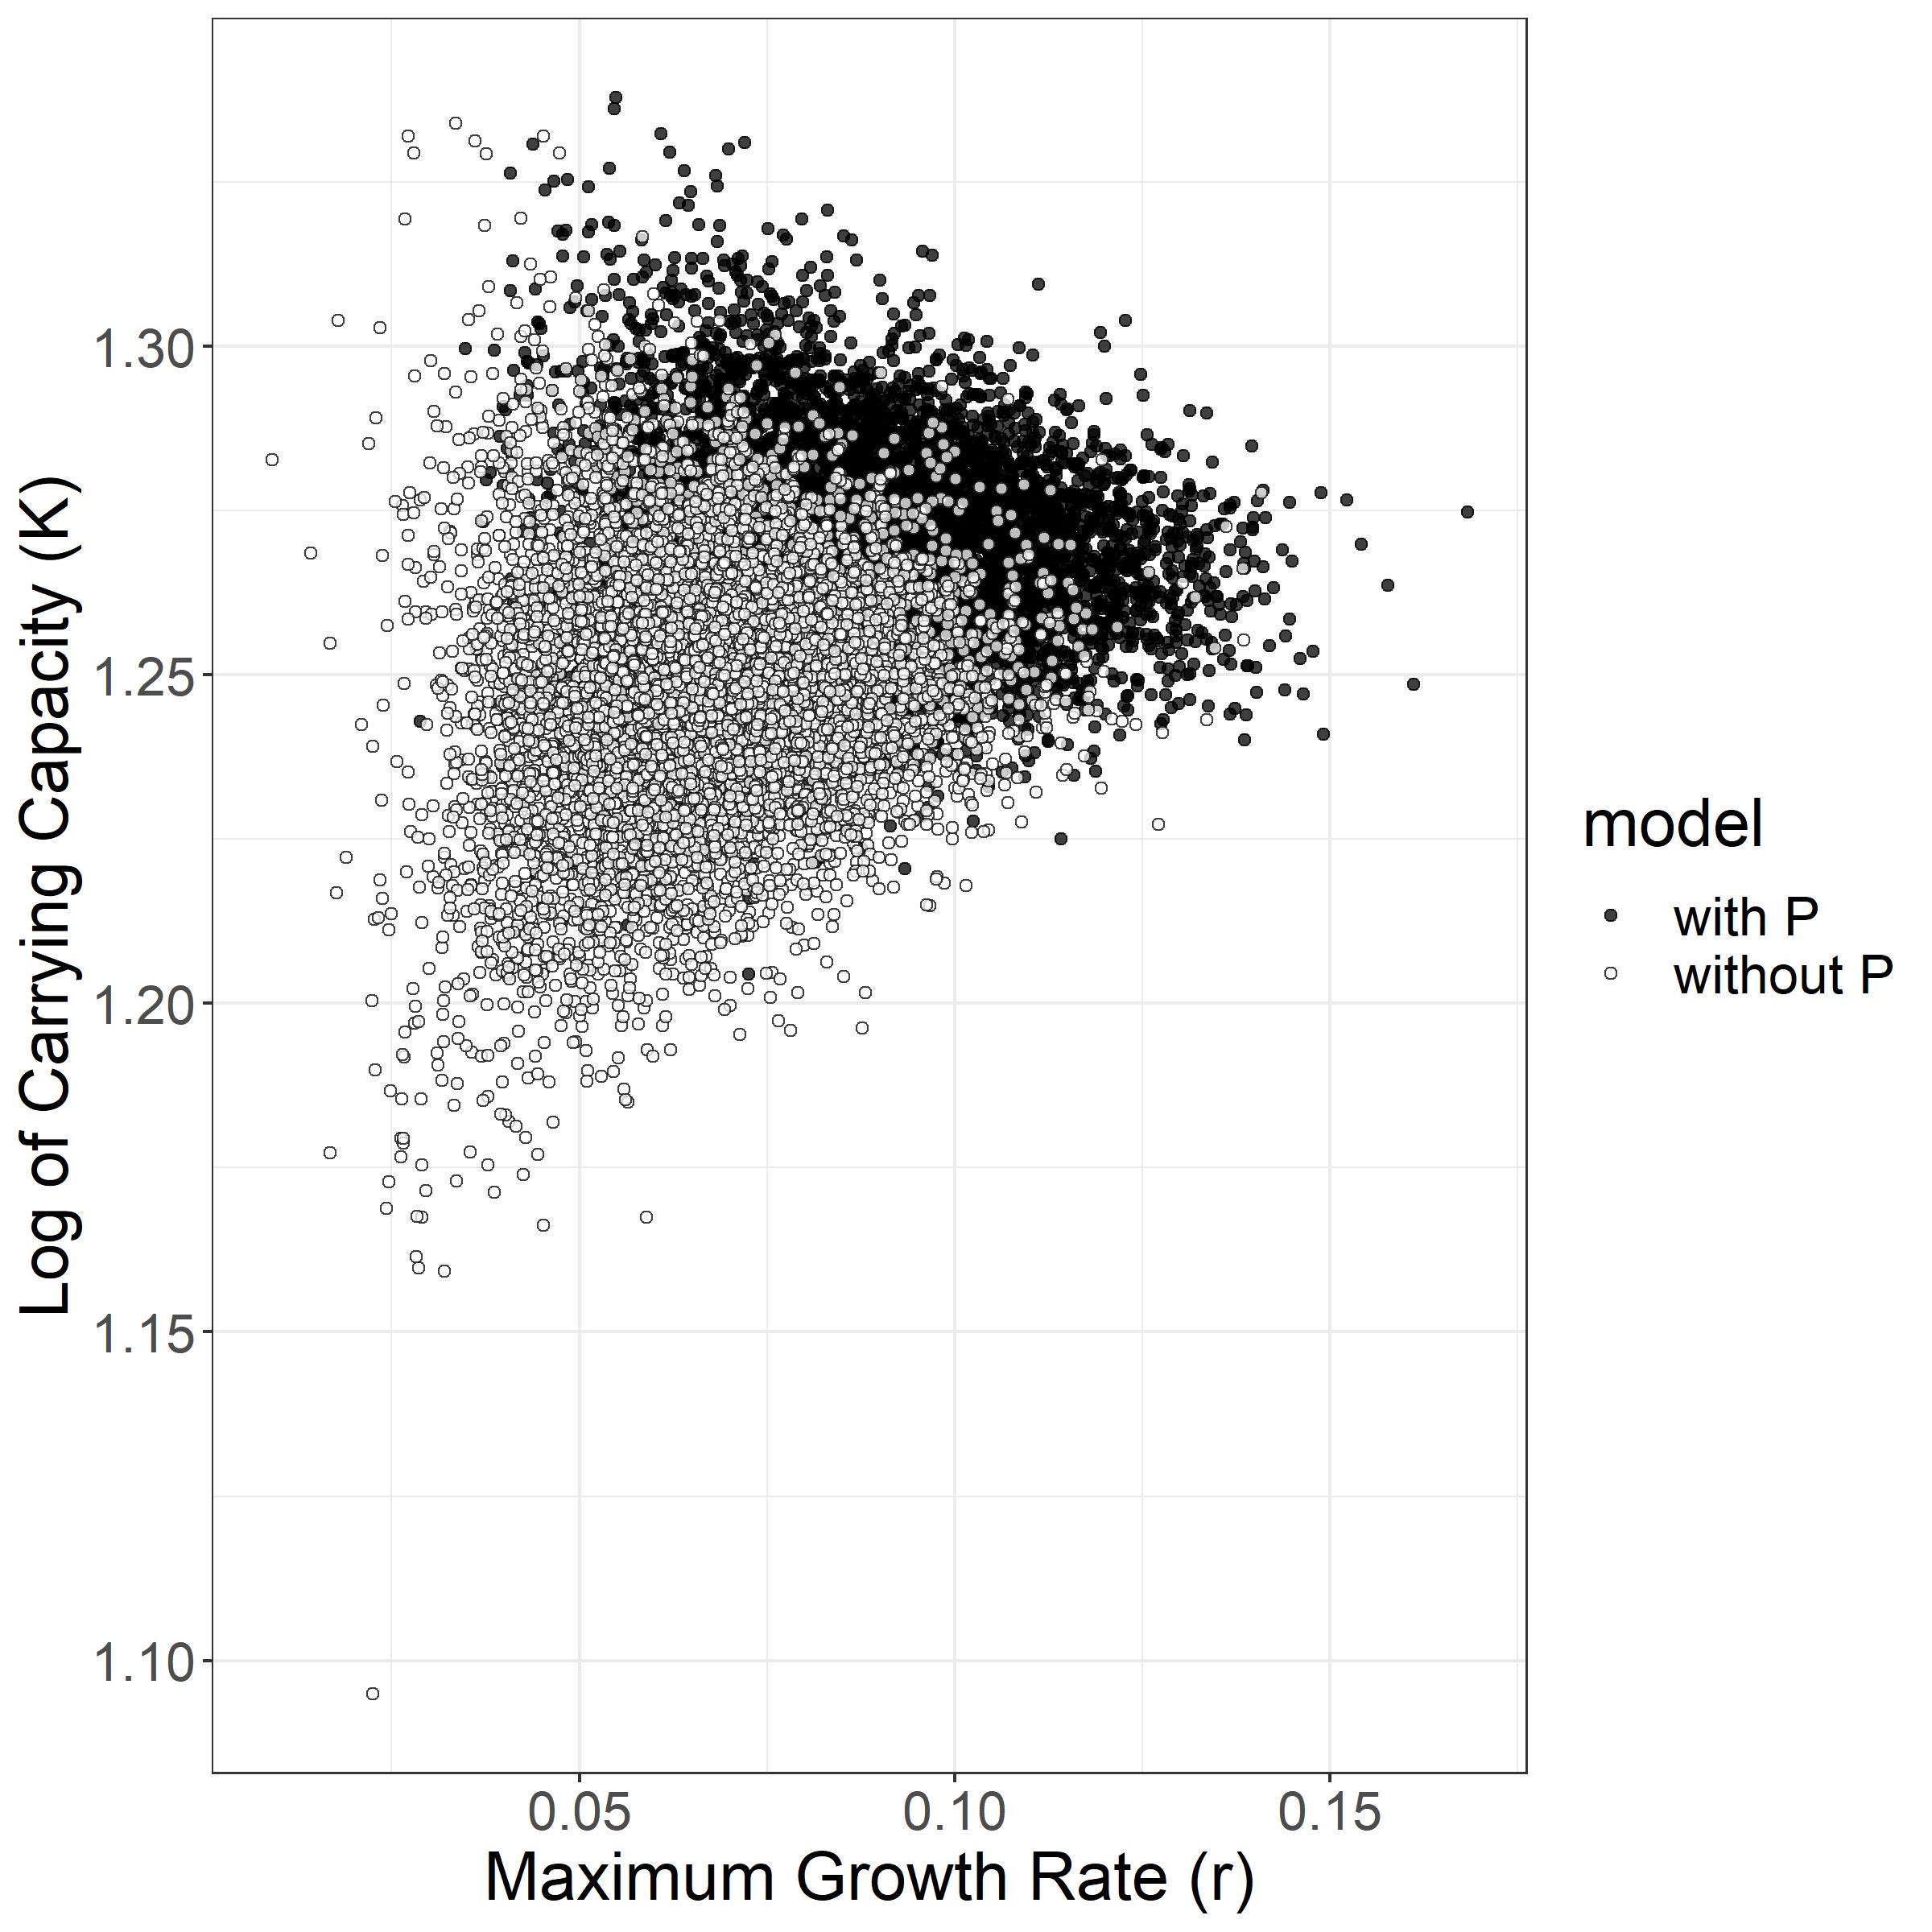 Log of Carrying Capacity (K)
1.30
1.25
1.20
1.15
1.10
0.05 0.10 0.15
Maximum Growth Rate (r)
model
with P
without P